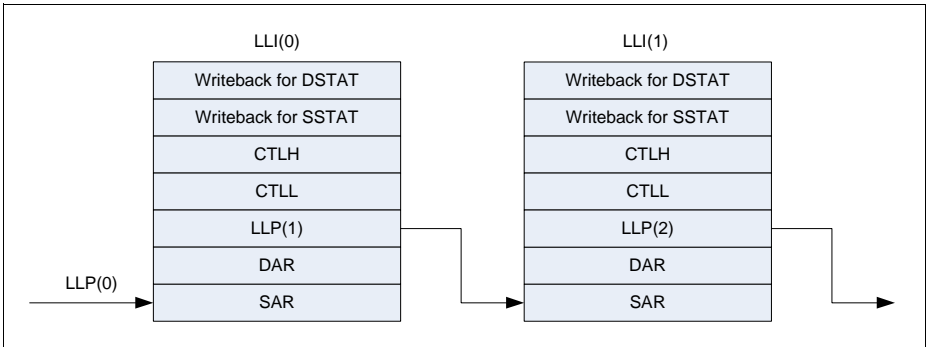 LLI(0)
Writeback for DSTAT
Writeback for SSTAT
CTLH
CTLL
LLP(1)
DAR
SAR
LLP(0)
LLI(1)
Writeback for DSTAT
Writeback for SSTAT
CTLH
CTLL
LLP(2)
DAR
SAR